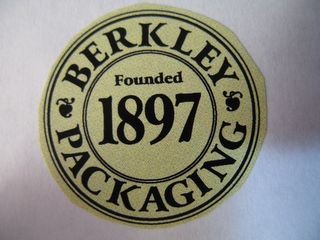 BERKLEY
Founded
1897
PACKAGING